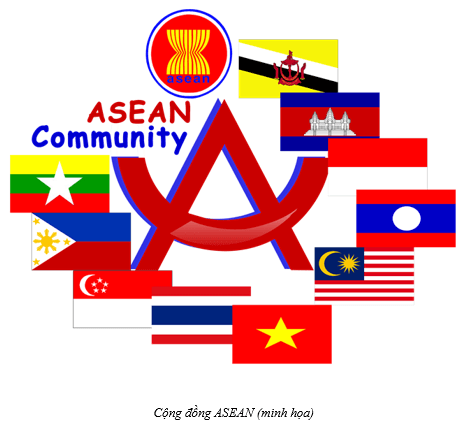 asean
ASEAN
Community
Cộng đồng ASEAN (minh họa)